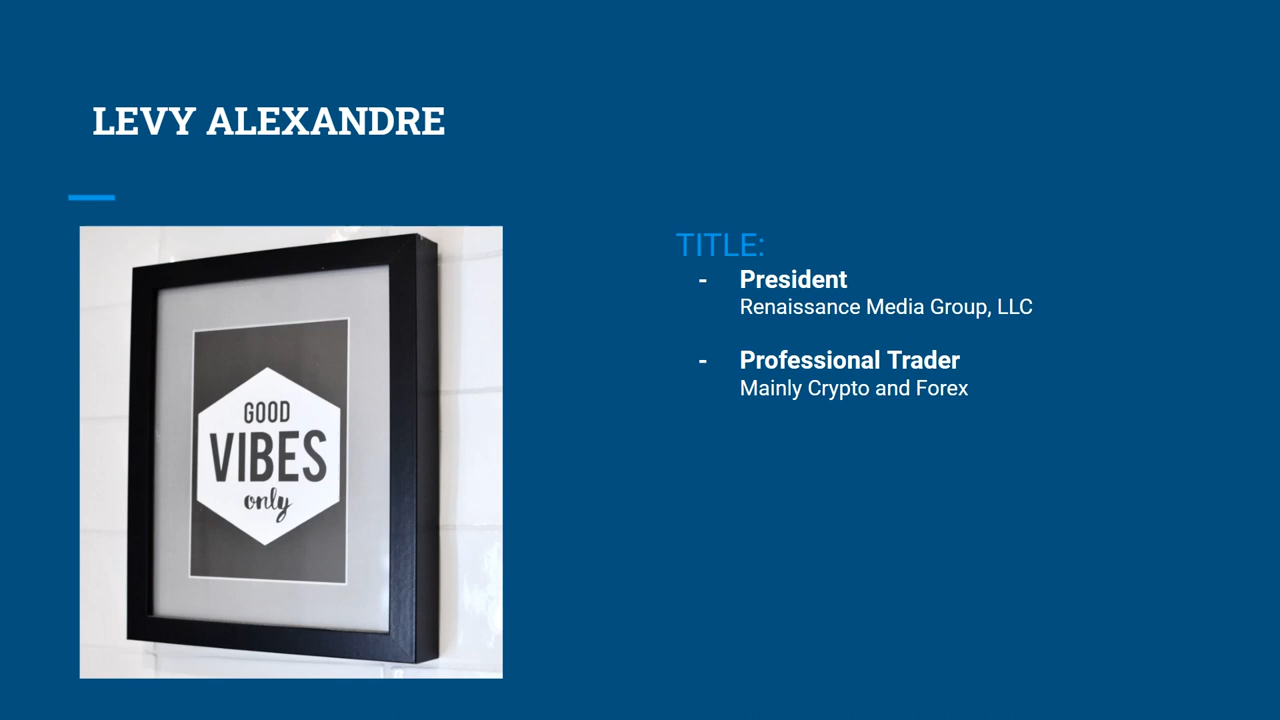 LEVY ALEXANDRE
GOOD
VIBES
only
TITLE:
- President
Renaissance Media Group, LLC
- Professional Trader
Mainly Crypto and Forex